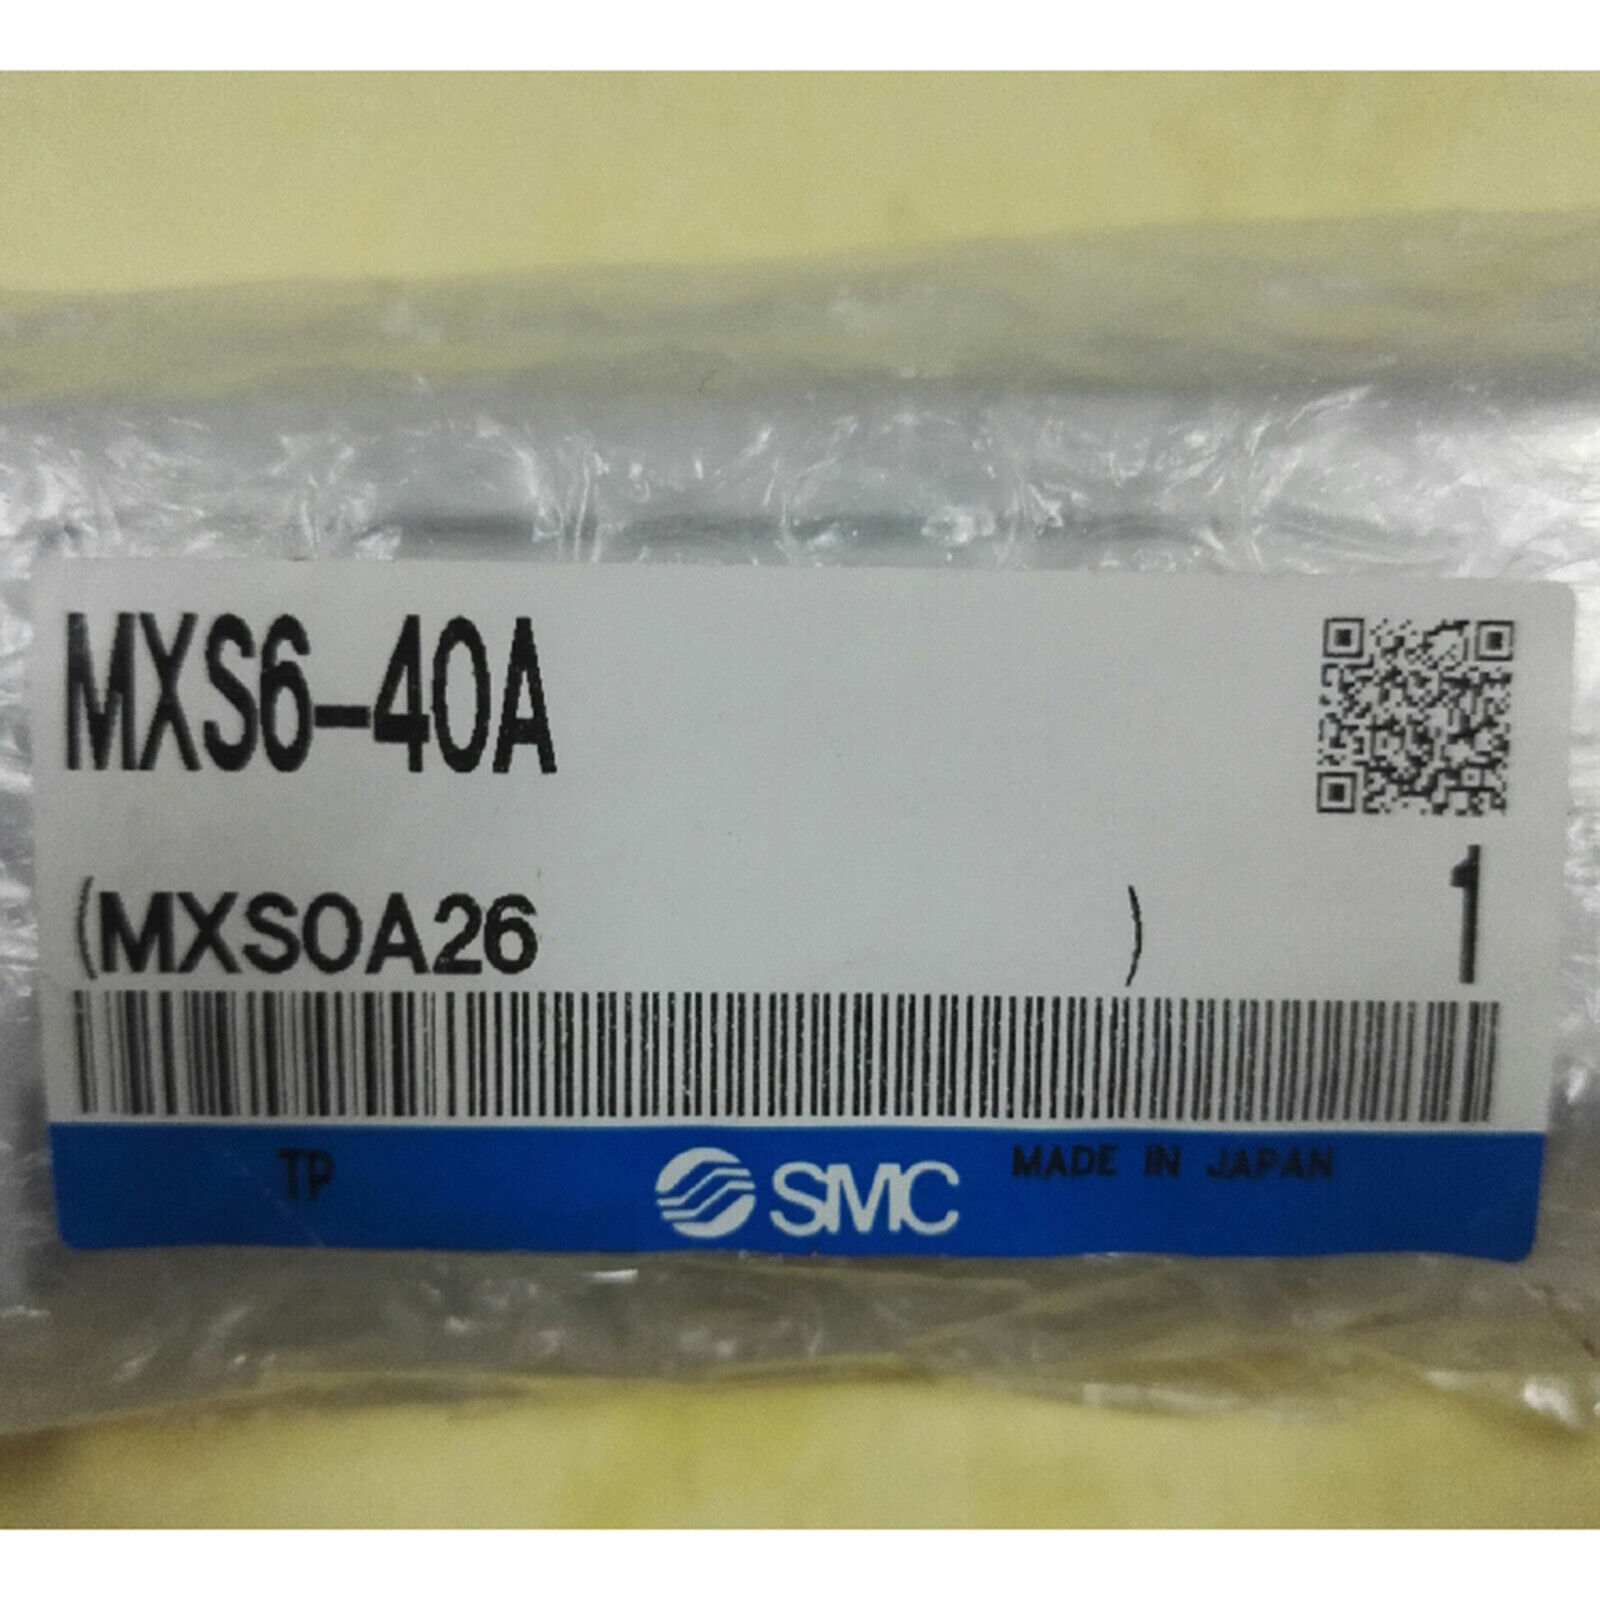 MXS6-40A
(MXSOA26 ) 1
TP SMC MADE IN JAPAN